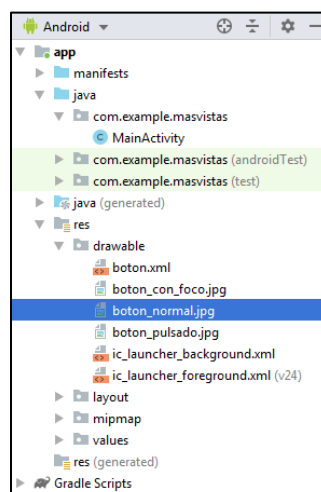 Android
app
manifests
java
com.example.masvistas
C MainActivity
com.example.masvistas (androidTest)
com.example.masvistas (test)
java (generated)
res
drawable
boton.xml
boton_con_foco.jpg
boton_normal.jpg
boton_pulsado.jpg
ic_launcher_background.xml
ic_launcher_foreground.xml (v24)
layout
mipmap
values
res (generated)
Gradle Scripts